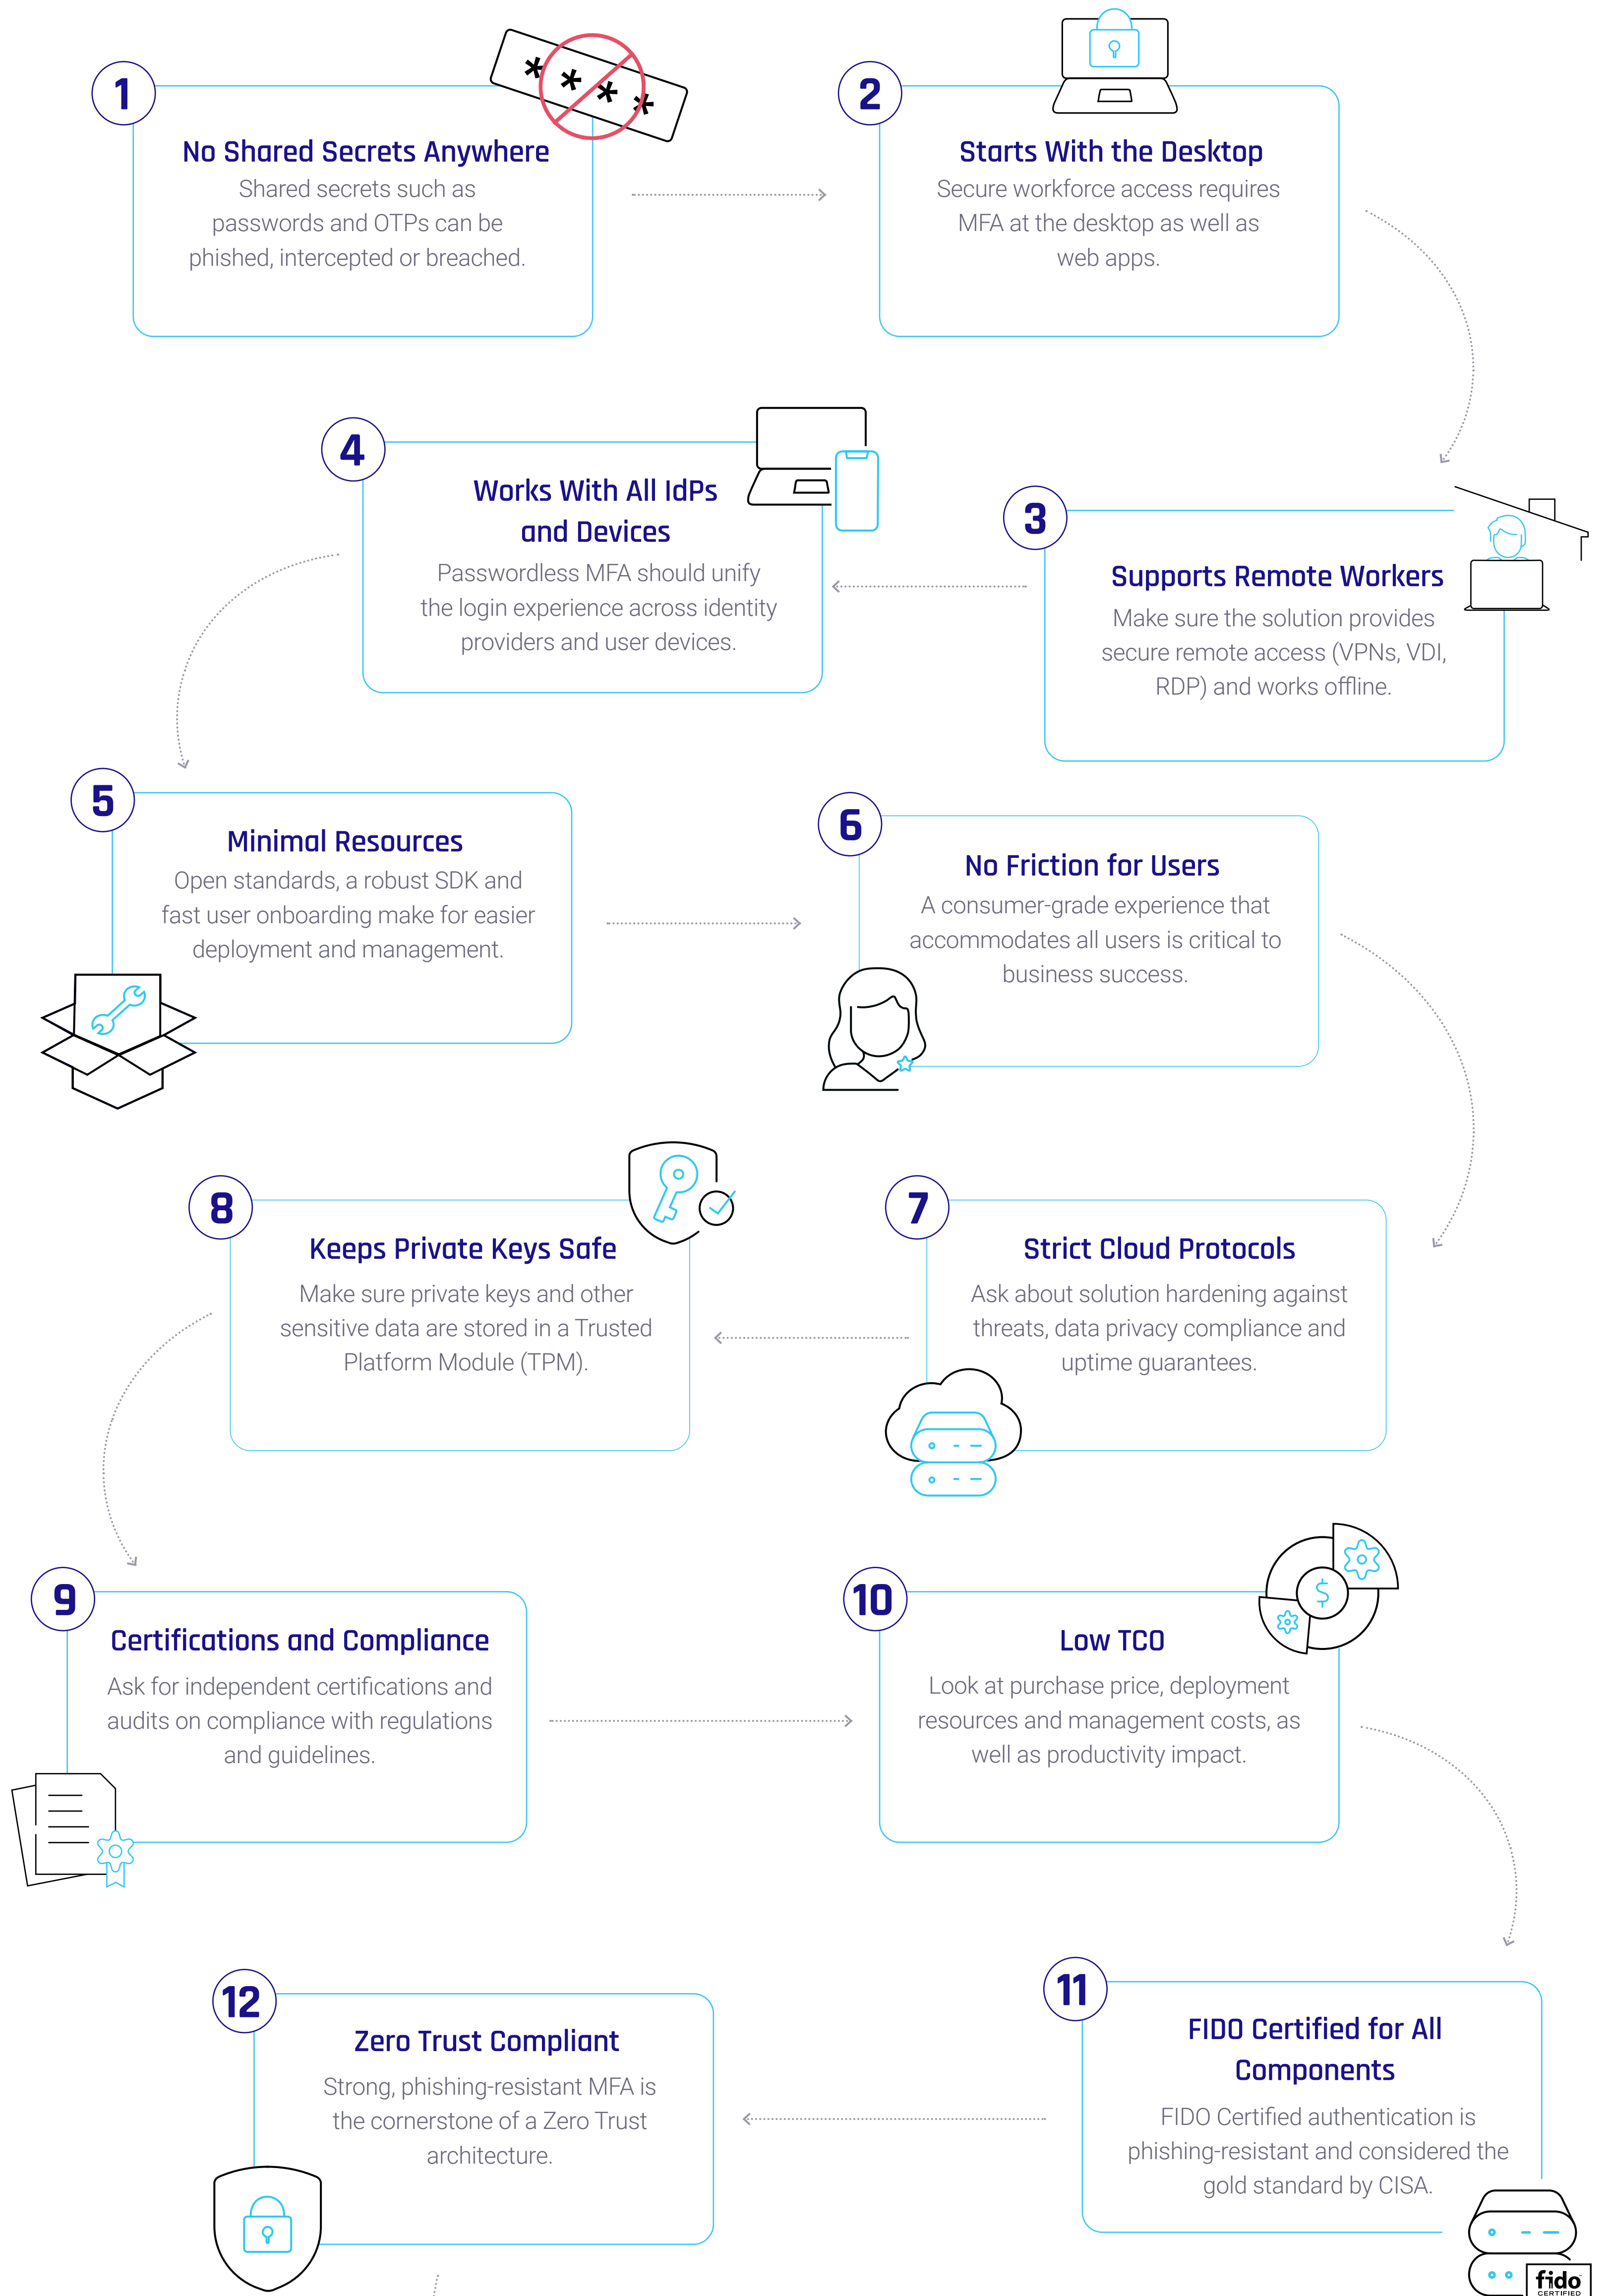 1
* * * *
No Shared Secrets Anywhere
Shared secrets such as
passwords and OTPs can be
phished, intercepted or breached.
2
Starts With the Desktop
Secure workforce access requires
MFA at the desktop as well as
web apps.
3
Supports Remote Workers
Make sure the solution provides
secure remote access (VPNs, VDI,
RDP) and works offline.
4
Works With All IdPs
and Devices
Passwordless MFA should unify
the login experience across identity
providers and user devices.
5
Minimal Resources
Open standards, a robust SDK and
fast user onboarding make for easier
deployment and management.
6
No Friction for Users
A consumer-grade experience that
accommodates all users is critical to
business success.
7
Strict Cloud Protocols
Ask about solution hardening against
threats, data privacy compliance and
uptime guarantees.
8
Keeps Private Keys Safe
Make sure private keys and other
sensitive data are stored in a Trusted
Platform Module (TPM).
9
Certifications and Compliance
Ask for independent certifications and
audits on compliance with regulations
and guidelines.
10
$
Low TCO
Look at purchase price, deployment
resources and management costs, as
well as productivity impact.
11
FIDO Certified for All
Components
FIDO Certified authentication is
phishing-resistant and considered the
gold standard by CISA.
fido
CERTIFIED
12
Zero Trust Compliant
Strong, phishing-resistant MFA is
the cornerstone of a Zero Trust
architecture.